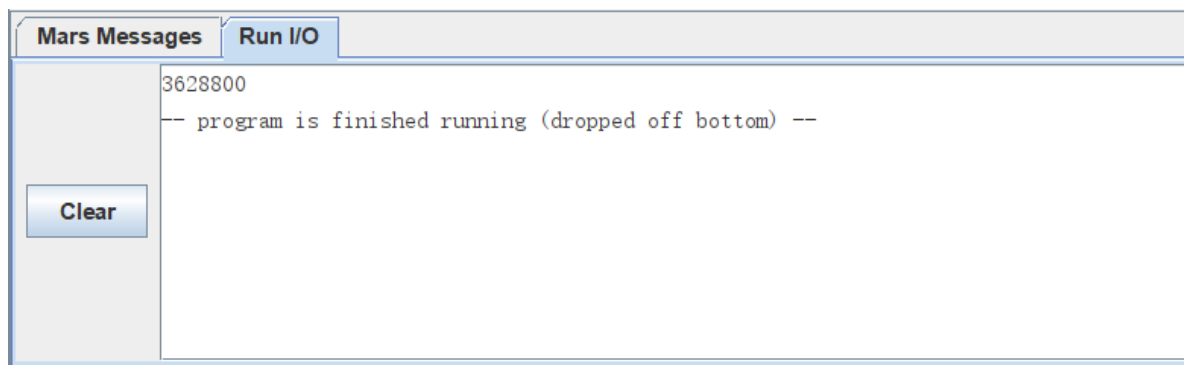 Mars Messages Run I/O
3628800
-- program is finished running (dropped off bottom) --
Clear